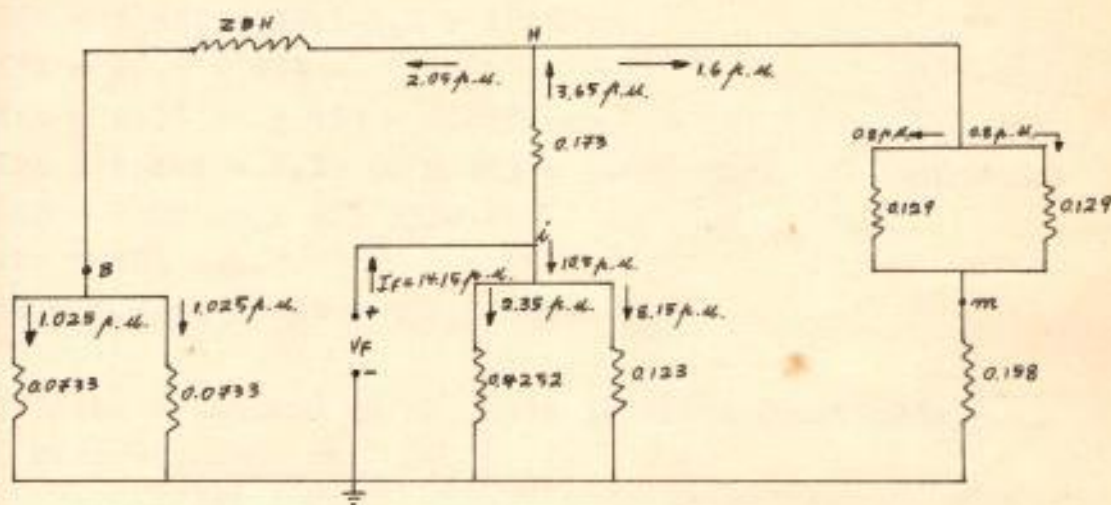 ZBH
H
2.05 p.u.
3.65 p.u.
1.6 p.u.
0.173
0.8 p.u.
0.8 p.u.
0.129
0.129
i
B
If=14.15 p.u.
10.5 p.u.
1.025 p.u.
1.025 p.u.
+
VF
-
2.35 p.u.
8.15 p.u.
m
0.0733
0.0733
0.4252
0.123
0.158